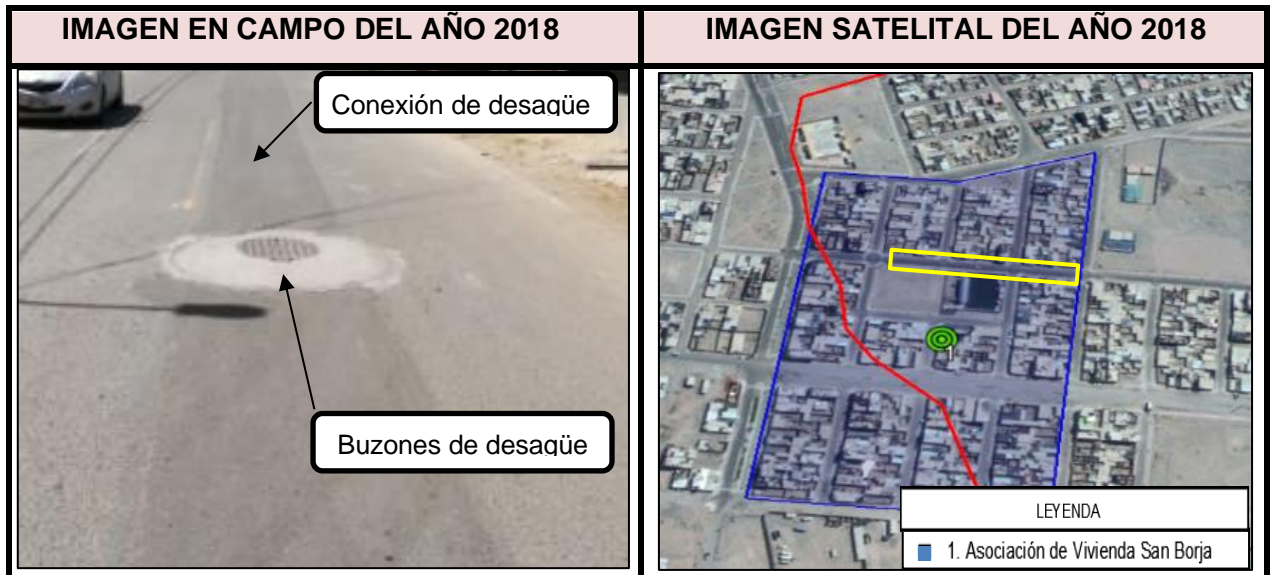 IMAGEN EN CAMPO DEL AÑO 2018
IMAGEN SATELITAL DEL AÑO 2018
Conexión de desagüe
Buzones de desagüe
1
LEYENDA
1. Asociación de Vivienda San Borja